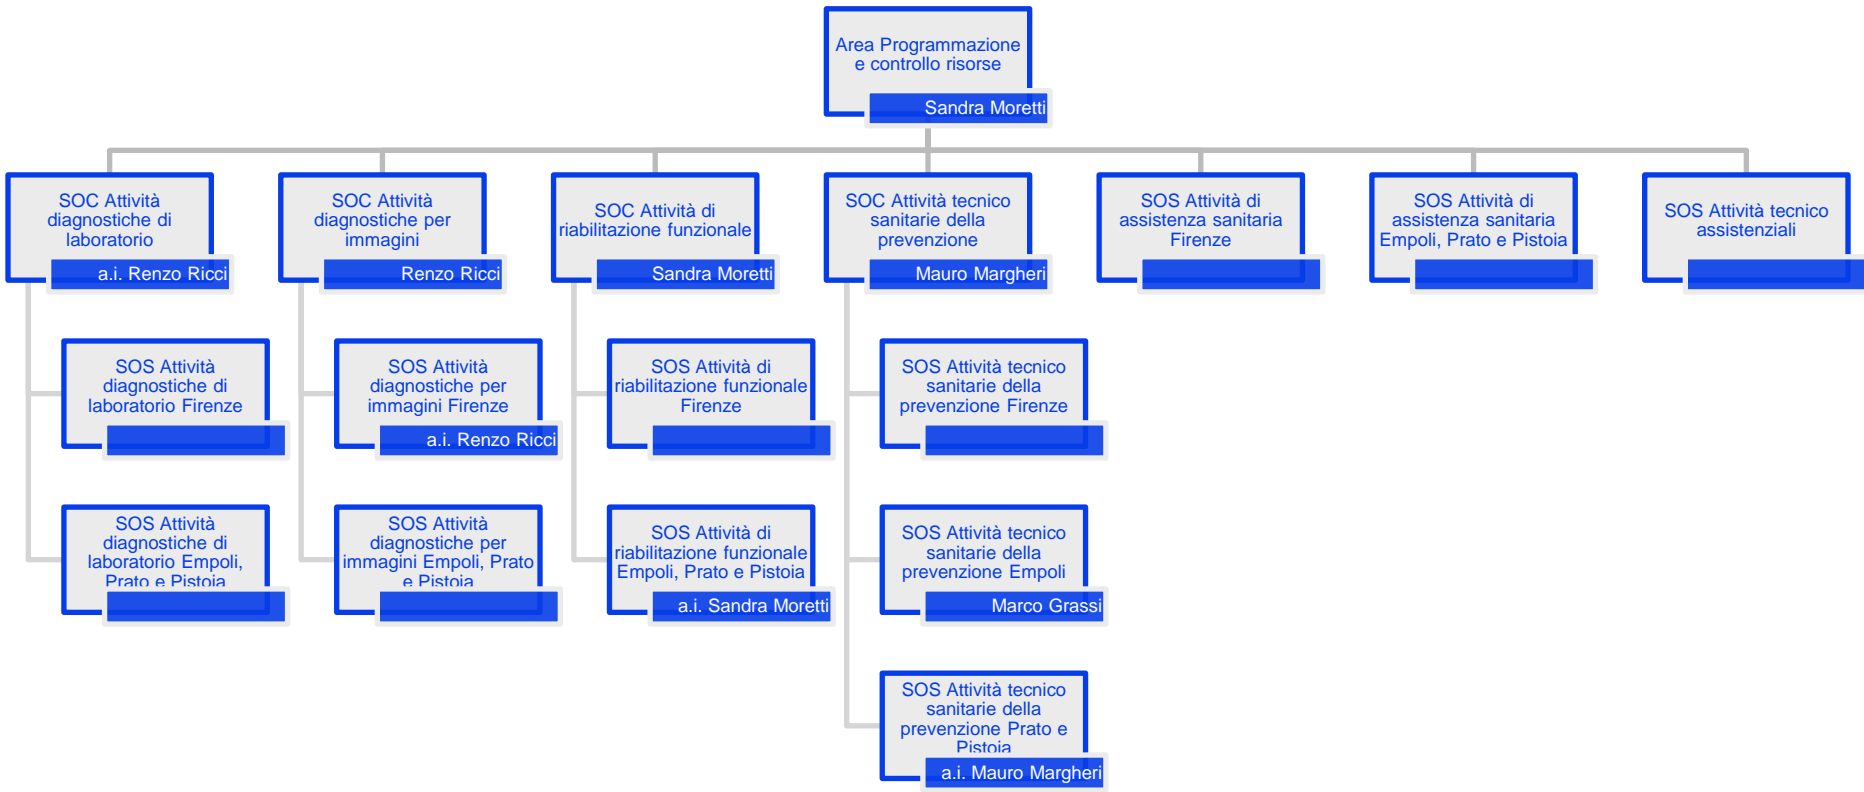 Area Programmazione
e controllo risorse
Sandra Moretti
SOC Attività
diagnostiche di
laboratorio
a.i. Renzo Ricci
SOC Attività
diagnostiche per
immagini
Renzo Ricci
SOC Attività di
riabilitazione funzionale
Sandra Moretti
SOC Attività tecnico
sanitarie della
prevenzione
Mauro Margheri
SOS Attività di
assistenza sanitaria
Firenze
SOS Attività di
assistenza sanitaria
Empoli, Prato e Pistoia
SOS Attività tecnico
assistenziali
SOS Attività
diagnostiche di
laboratorio Firenze
SOS Attività
diagnostiche per
immagini Firenze
a.i. Renzo Ricci
SOS Attività di
riabilitazione funzionale
Firenze
SOS Attività tecnico
sanitarie della
prevenzione Firenze
SOS Attività
diagnostiche di
laboratorio Empoli,
Prato e Pistoia
SOS Attività
diagnostiche per
immagini Empoli, Prato
e Pistoia
SOS Attività di
riabilitazione funzionale
Empoli, Prato e Pistoia
a.i. Sandra Moretti
SOS Attività tecnico
sanitarie della
prevenzione Empoli
Marco Grassi
SOS Attività tecnico
sanitarie della
prevenzione Prato e
Pistoia
a.i. Mauro Margheri